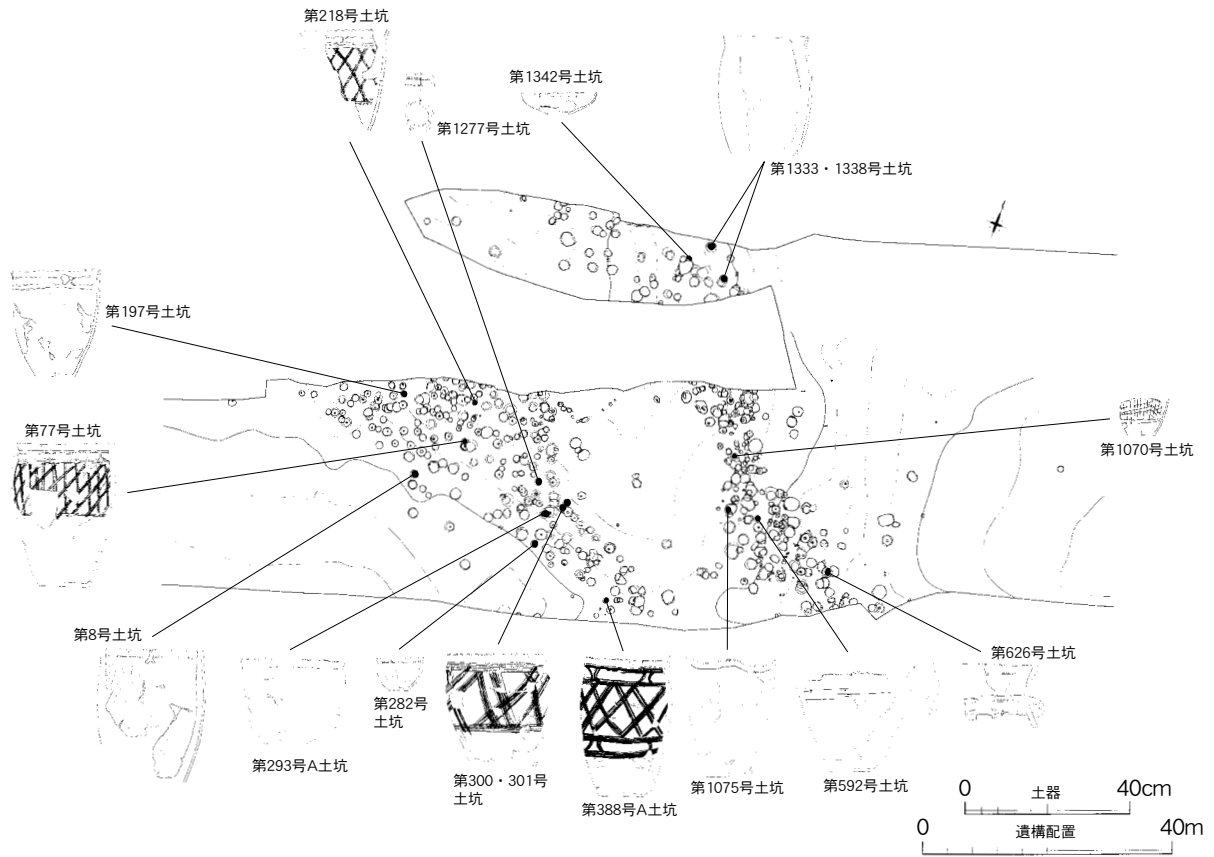 第218号土坑
第1342号土坑
第1277号土坑
第1333・1338号土坑
第197号土坑
第77号土坑
第1070号土坑
第8号土坑
第626号土坑
第282号
土坑
第293号A土坑
第300・301号
土坑
第388号A土坑
第1075号土坑
第592号土坑
0 土器 40cm
0 遺構配置 40m